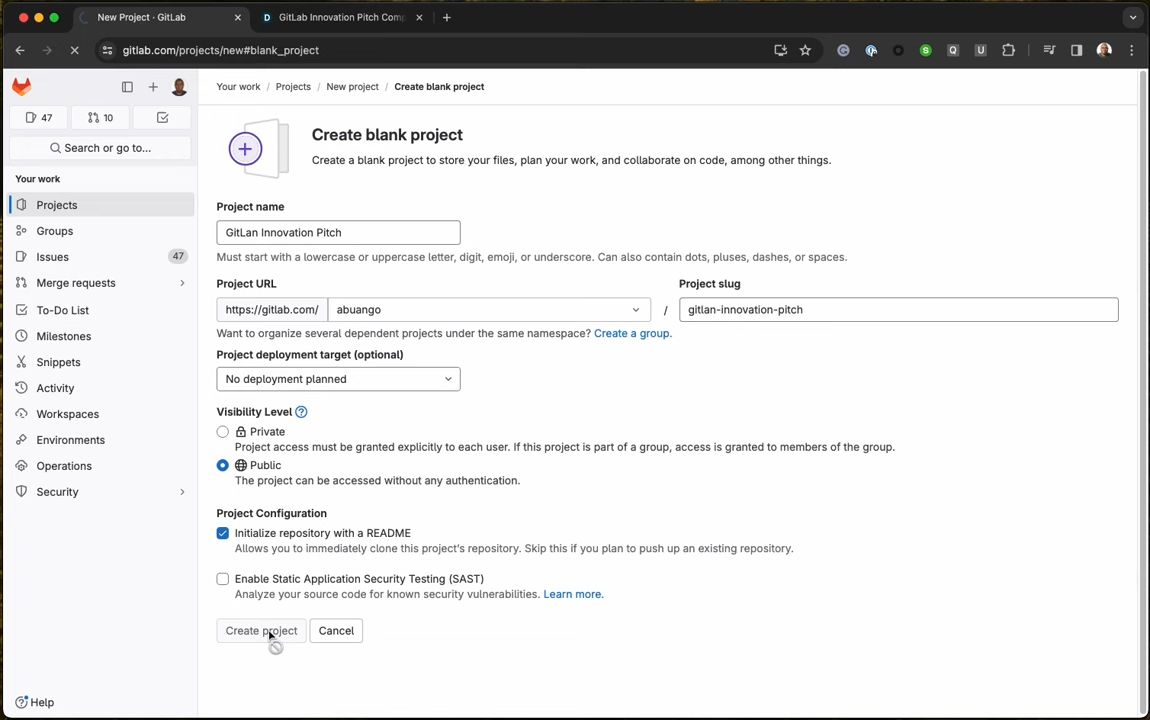 New Project · GitLab
GitLab Innovation Pitch Comp
gitlab.com/projects/new#blank_project
47
10
Search or go to...
Your work
Projects
Groups
Issues 47
Merge requests
To-Do List
Milestones
Snippets
Activity
Workspaces
Environments
Operations
Security
Help
Your work / Projects / New project / Create blank project
Create blank project
Create a blank project to store your files, plan your work, and collaborate on code, among other things.
Project name
GitLan Innovation Pitch
Must start with a lowercase or uppercase letter, digit, emoji, or underscore. Can also contain dots, pluses, dashes, or spaces.
Project URL
Project slug
https://gitlab.com/ abuango / gitlan-innovation-pitch
Want to organize several dependent projects under the same namespace? Create a group.
Project deployment target (optional)
No deployment planned
Visibility Level
Private
Project access must be granted explicitly to each user. If this project is part of a group, access is granted to members of the group.
Public
The project can be accessed without any authentication.
Project Configuration
Initialize repository with a README
Allows you to immediately clone this project's repository. Skip this if you plan to push up an existing repository.
Enable Static Application Security Testing (SAST)
Analyze your source code for known security vulnerabilities. Learn more.
Create project Cancel